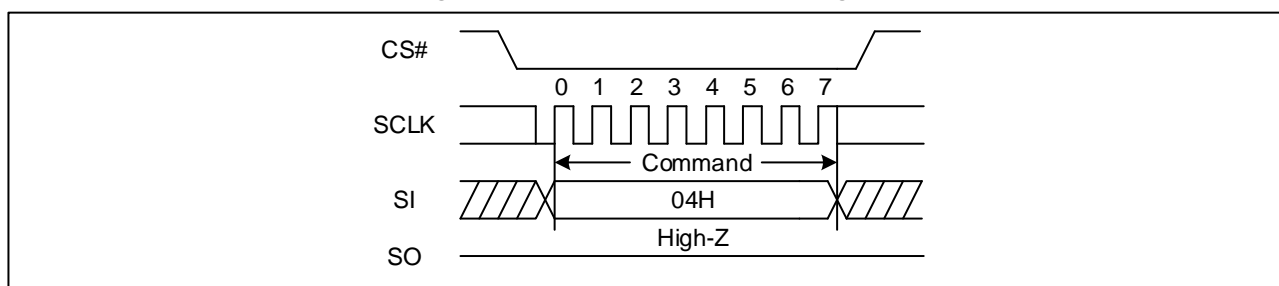 CS#
0 1 2 3 4 5 6 7
SCLK
Command
SI 04H
High-Z
SO